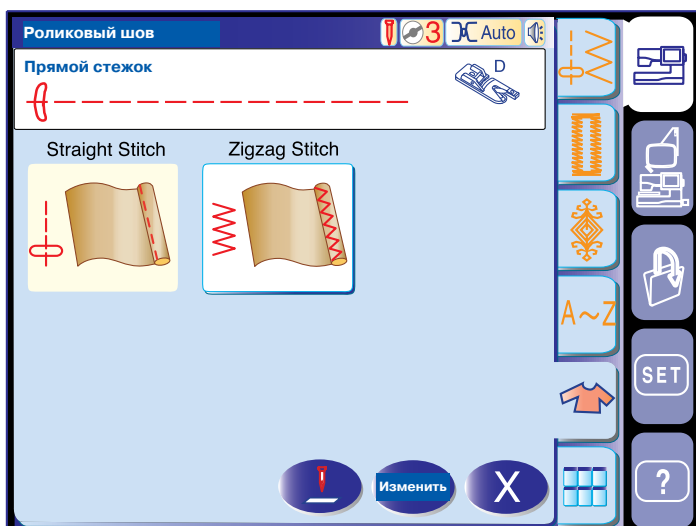 Роликовый шов
3 Auto
Прямой стежок
D
Straight Stitch Zigzag Stitch
A~Z
SET
Изменить X ?